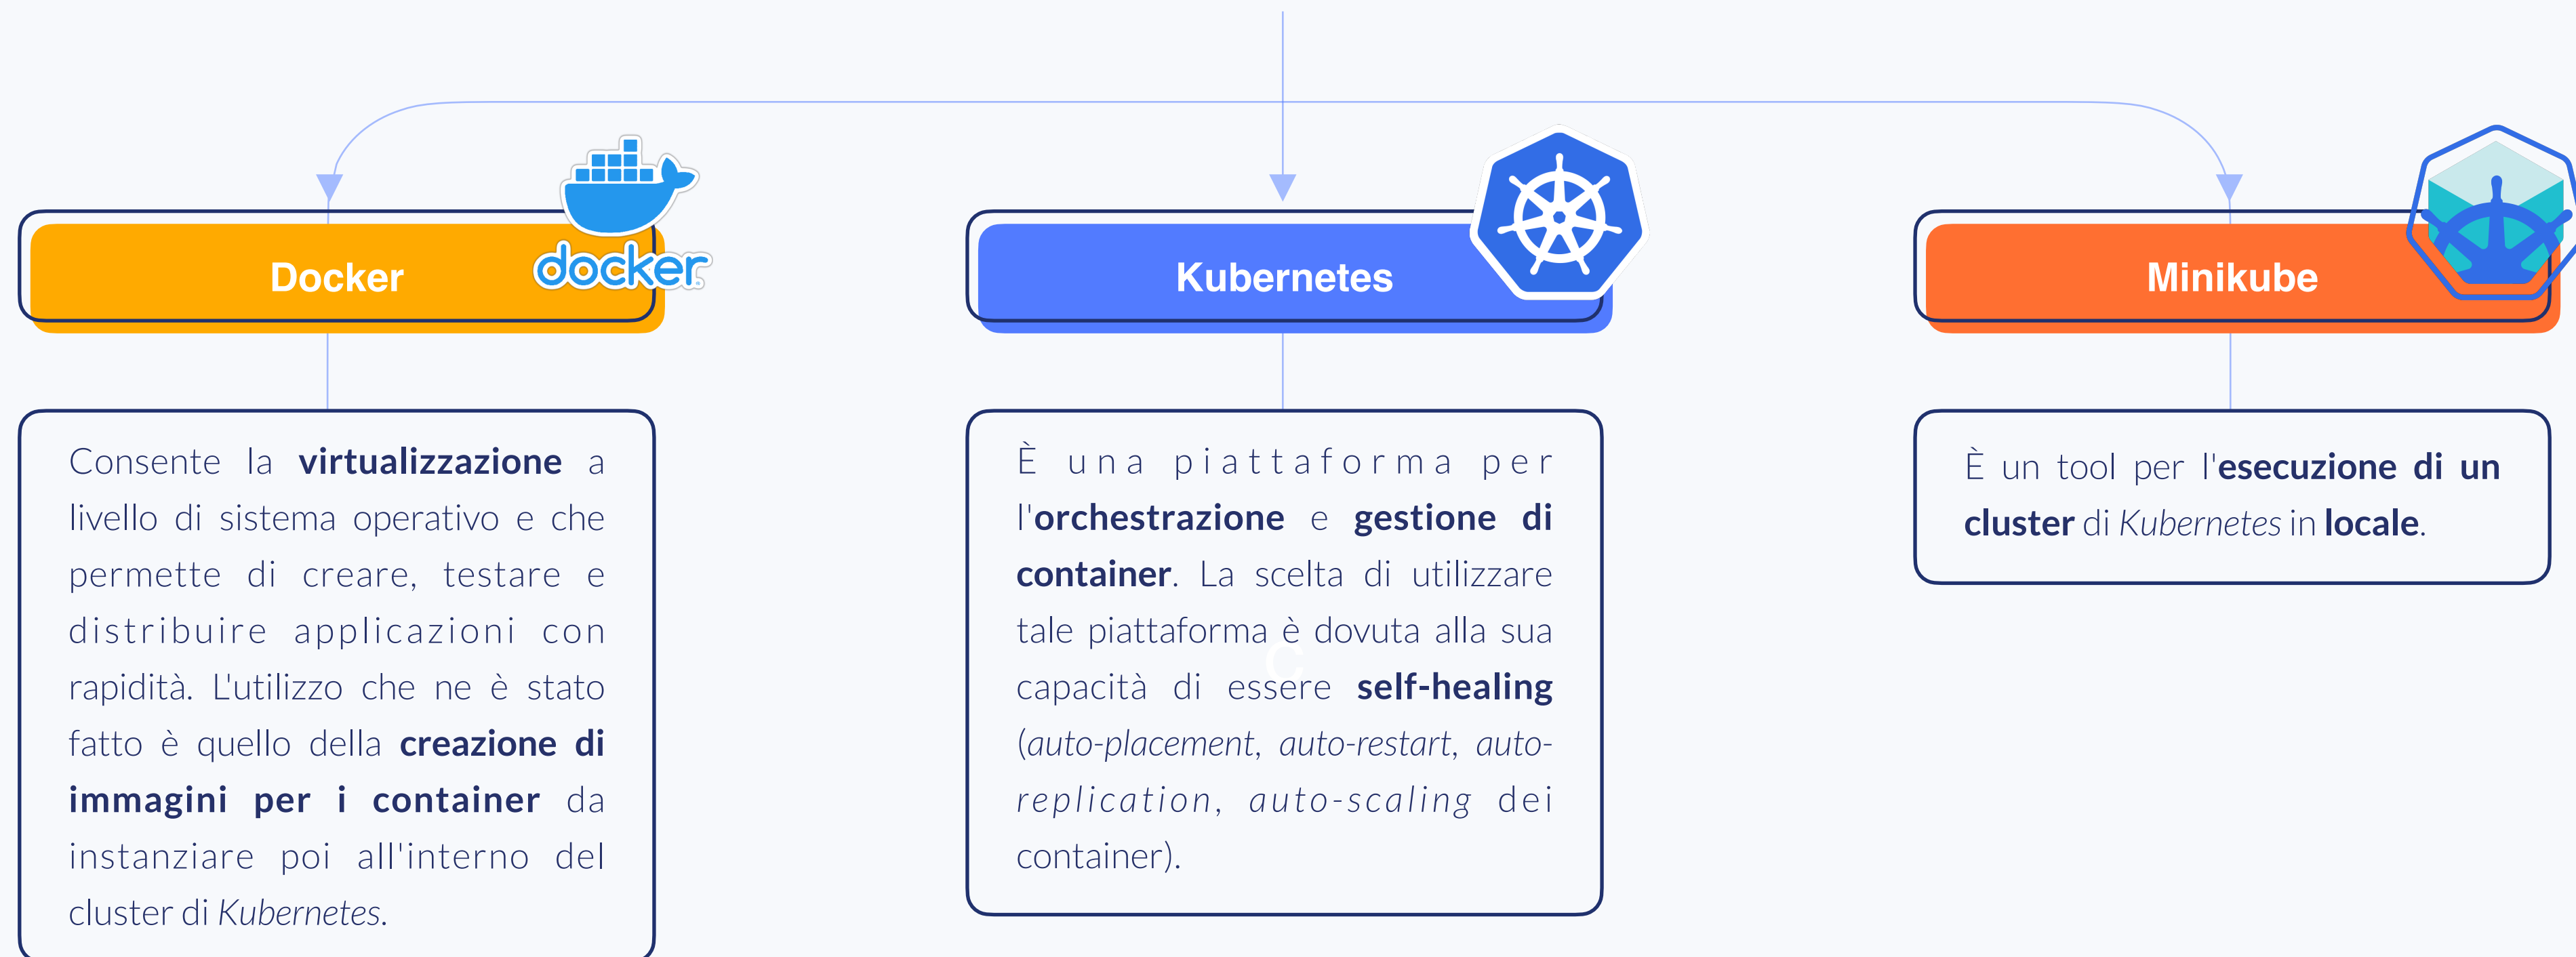 docker
Docker
Kubernetes
Minikube
Consente la virtualizzazione a
livello di sistema operativo e che
permette di creare, testare e
distribuire applicazioni con
rapidità. L'utilizzo che ne è stato
fatto è quello della creazione di
immagini per i container da
instanziare poi all'interno del
cluster di Kubernetes.
È una piattaforma per
l'orchestrazione e gestione di
container. La scelta di utilizzare
tale piattaforma è dovuta alla sua
capacità di essere self-healing
(auto-placement, auto-restart, auto-
replication, auto-scaling dei
container).
C
È un tool per l'esecuzione di un
cluster di Kubernetes in locale.